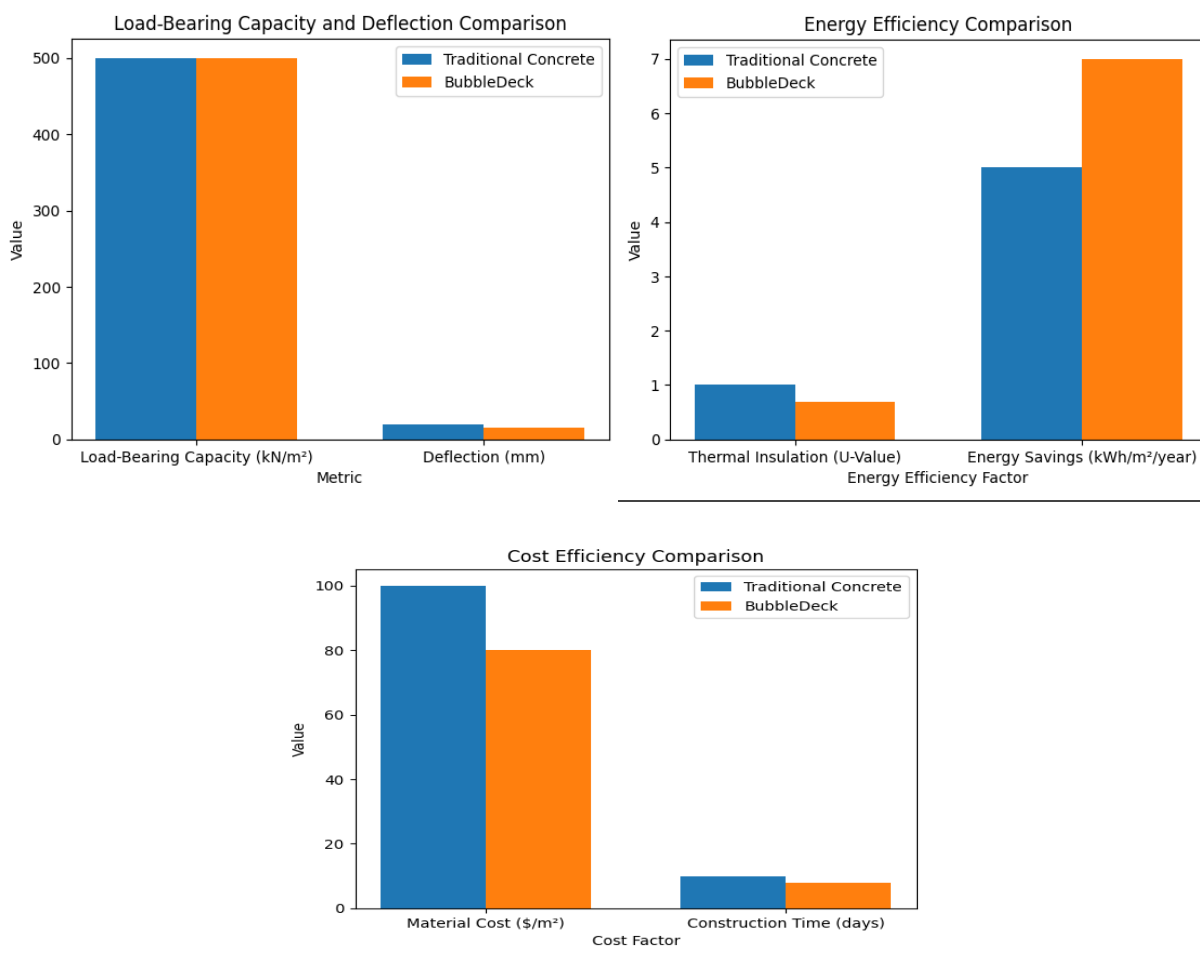 Load-Bearing Capacity and Deflection Comparison
Traditional Concrete
BubbleDeck
500
400
300
200
100
0
Value
Load-Bearing Capacity (kN/m²)
Deflection (mm)
Metric
Energy Efficiency Comparison
Traditional Concrete
BubbleDeck
7
6
5
4
3
2
1
0
Value
Thermal Insulation (U-Value)
Energy Savings (kWh/m²/year)
Energy Efficiency Factor
Cost Efficiency Comparison
Traditional Concrete
BubbleDeck
100
80
60
40
20
0
Value
Material Cost ($/m²)
Construction Time (days)
Cost Factor